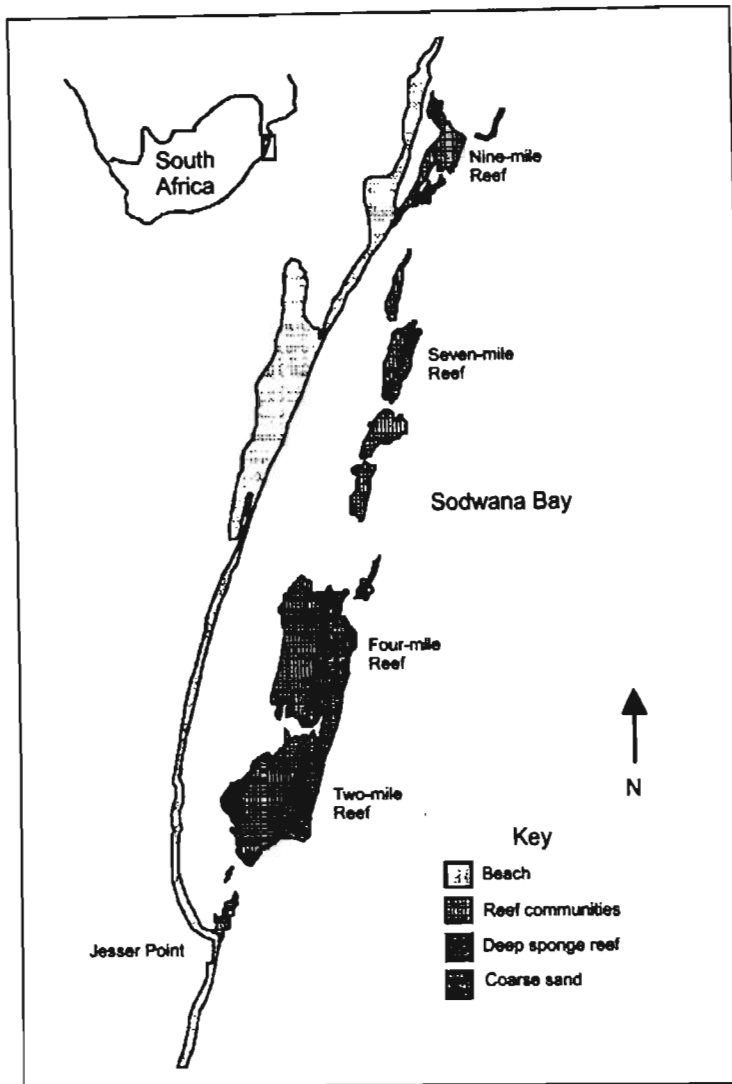 South
Africa
Nine-mile
Reef
Seven-mile
Reef
Sodwana Bay
Four-mile
Reef
Two-mile
Reef
N
Key
Beach
Reef communities
Deep sponge reef
Coarse sand
Jesser Point